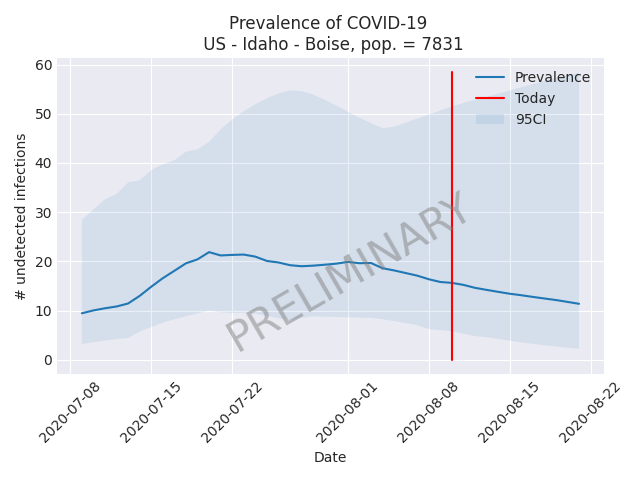 Prevalence of COVID-19
US - Idaho - Boise, pop. = 7831
60
50
40
30
20
10
0
# undetected infections
Prevalence
Today
95CI
PRELIMINARY
2020-07-08
2020-07-15
2020-07-22
2020-08-01
2020-08-08
2020-08-15
2020-08-22
Date